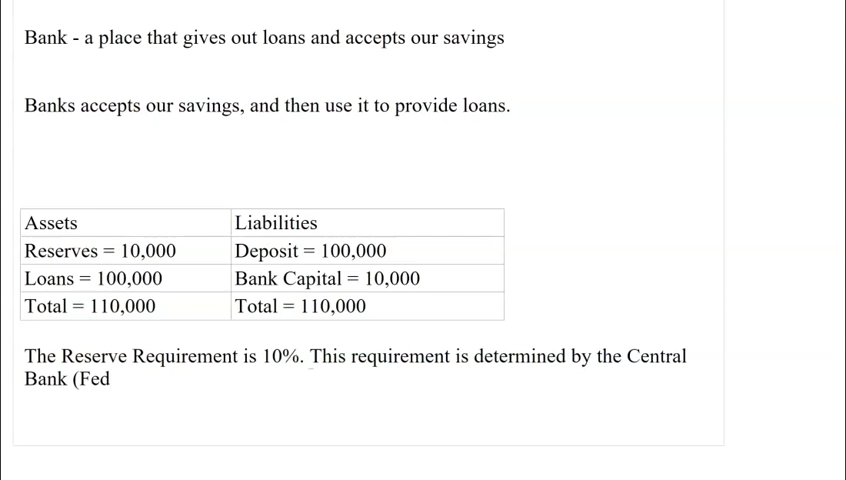 Bank - a place that gives out loans and accepts our savings
Banks accepts our savings, and then use it to provide loans.
Assets Liabilities
Reserves = 10,000 Deposit = 100,000
Loans = 100,000 Bank Capital = 10,000
Total = 110,000 Total = 110,000
The Reserve Requirement is 10%. This requirement is determined by the Central
Bank (Fed